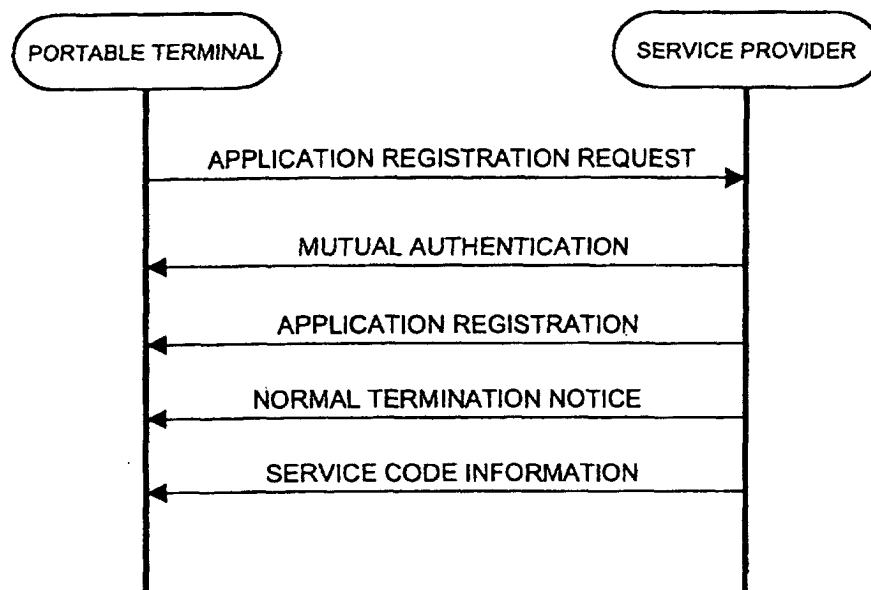 PORTABLE TERMINAL
SERVICE PROVIDER
APPLICATION REGISTRATION REQUEST
MUTUAL AUTHENTICATION
APPLICATION REGISTRATION
NORMAL TERMINATION NOTICE
SERVICE CODE INFORMATION